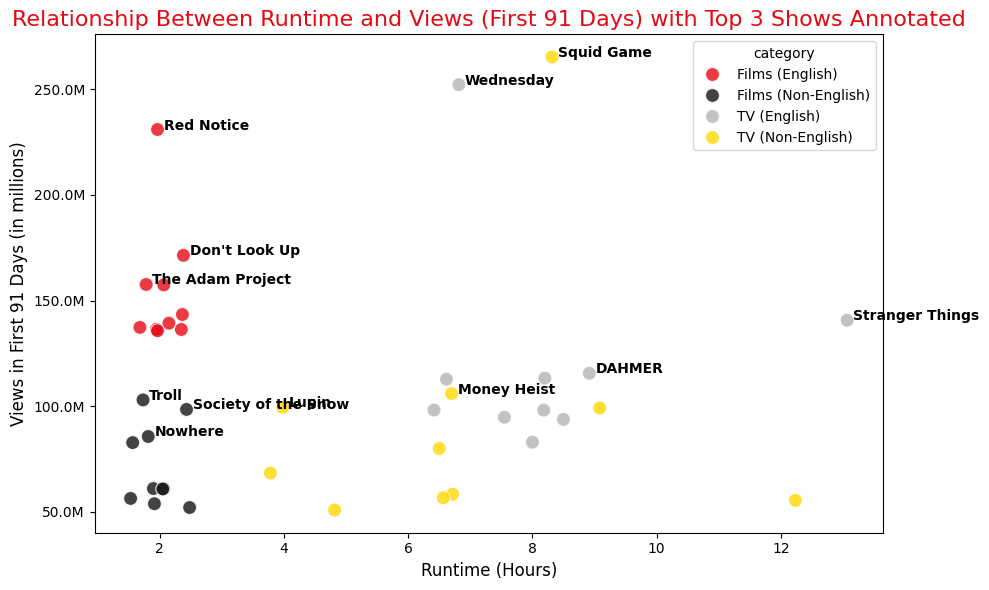 Relationship Between Runtime and Views (First 91 Days) with Top 3 Shows Annotated
Views in First 91 Days (in millions)
250.0M
200.0M
150.0M
100.0M
50.0M
Squid Game
Wednesday
Red Notice
Don't Look Up
The Adam Project
Stranger Things
DAHMER
Money Heist
Troll
Society of the Snow
Lupin
Nowhere
category
Films (English)
Films (Non-English)
TV (English)
TV (Non-English)
2
4
6
8
10
12
Runtime (Hours)